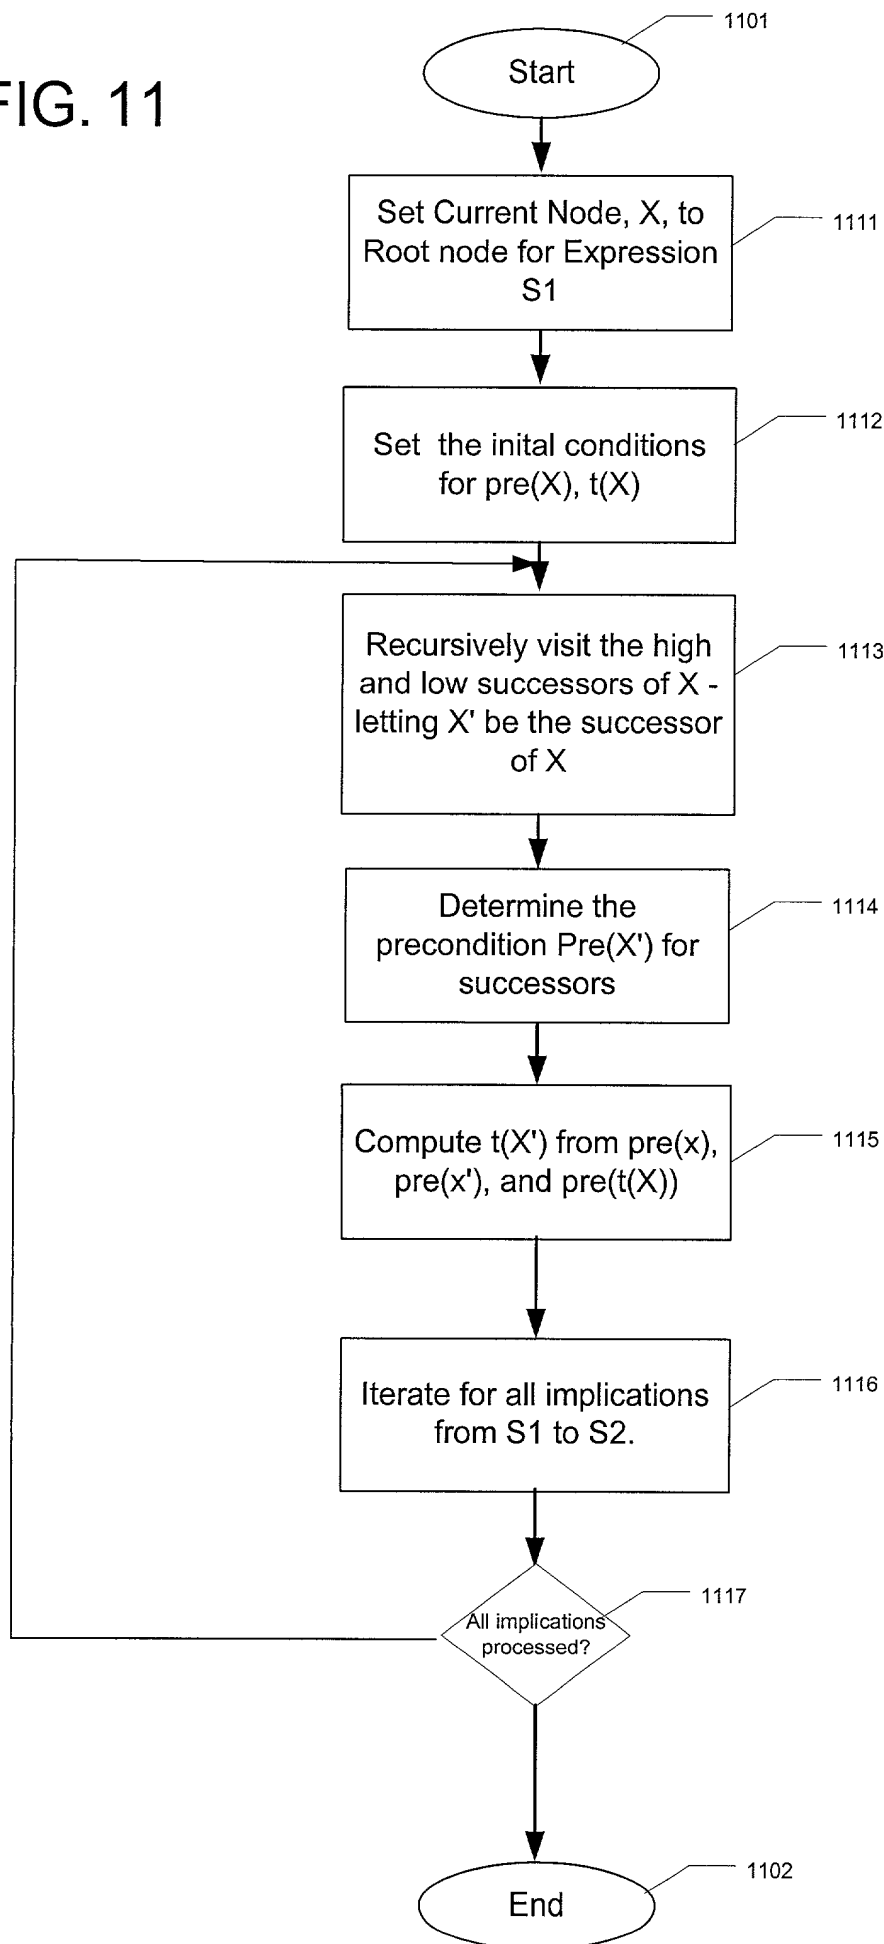 1101
Start
FIG. 11
Set Current Node, X, to
Root node for Expression
S1
1111
Set the inital conditions
for pre(X), t(X)
1112
Recursively visit the high
and low successors of X -
letting X' be the successor
of X
1113
Determine the
precondition Pre(X') for
successors
1114
Compute t(X') from pre(x),
pre(x'), and pre(t(X))
1115
Iterate for all implications
from S1 to S2.
1116
All implications
processed?
1117
End
1102